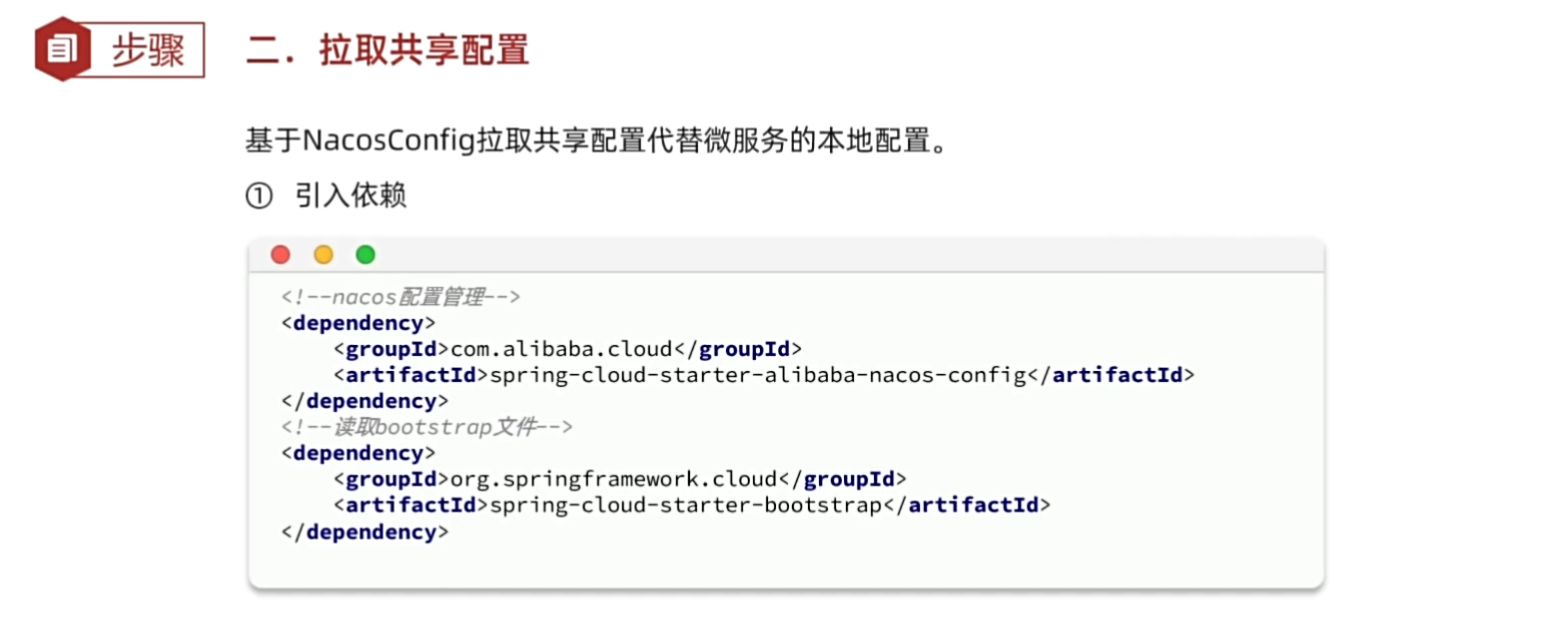 步骤
二．拉取共享配置
基于NacosConfig拉取共享配置代替微服务的本地配置。
① 引入依赖
<!--nacos配置管理-->
<dependency>
    <groupId>com.alibaba.cloud</groupId>
    <artifactId>spring-cloud-starter-alibaba-nacos-config</artifactId>
</dependency>
<!--读取bootstrap文件-->
<dependency>
    <groupId>org.springframework.cloud</groupId>
    <artifactId>spring-cloud-starter-bootstrap</artifactId>
</dependency>